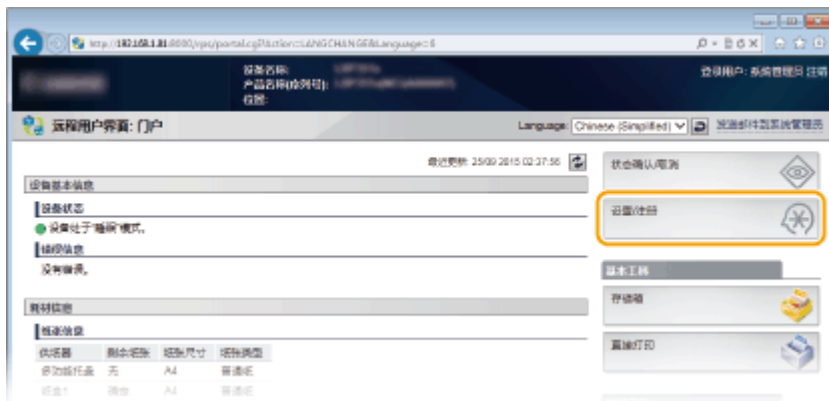 http://192.168.1.81:8000/rps/portal.cgi?Action=LANGCHANGE&Language=6
设备名称:
产品名称(序列号):
位置:
登录用户: 系统管理员 注销
远程用户界面: 门户
Language: Chinese (Simplified) 发送邮件到系统管理员
最近更新: 25/09 2015 02:37:56
设备基本信息
设备状态
设备处于“睡眠”模式。
错误信息
没有错误。
耗材信息
纸张信息
供纸器 剩余纸张 纸张尺寸 纸张类型
多功能托盘 无 A4 普通纸
纸盒1 A4 普通纸
状态确认/取消
设置/注册
基本工具
存储箱
直接打印